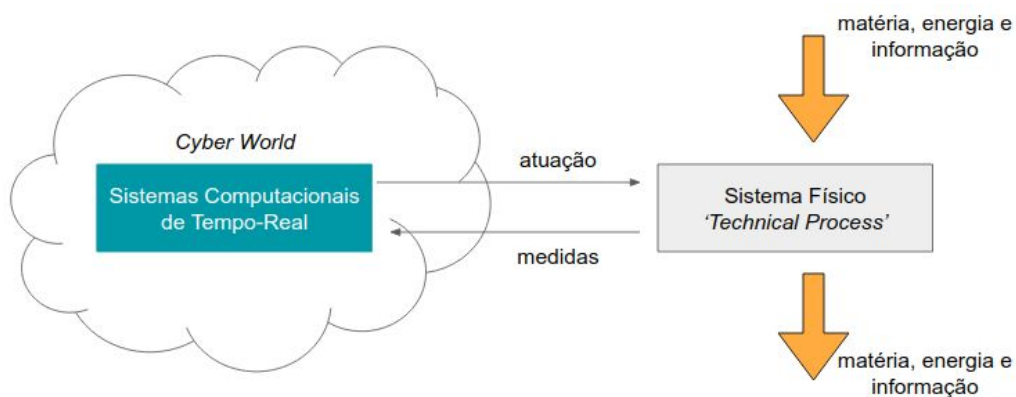 matéria, energia e
informação
Cyber World
Sistemas Computacionais
de Tempo-Real
atuação
medidas
Sistema Físico
'Technical Process'
matéria, energia e
informação